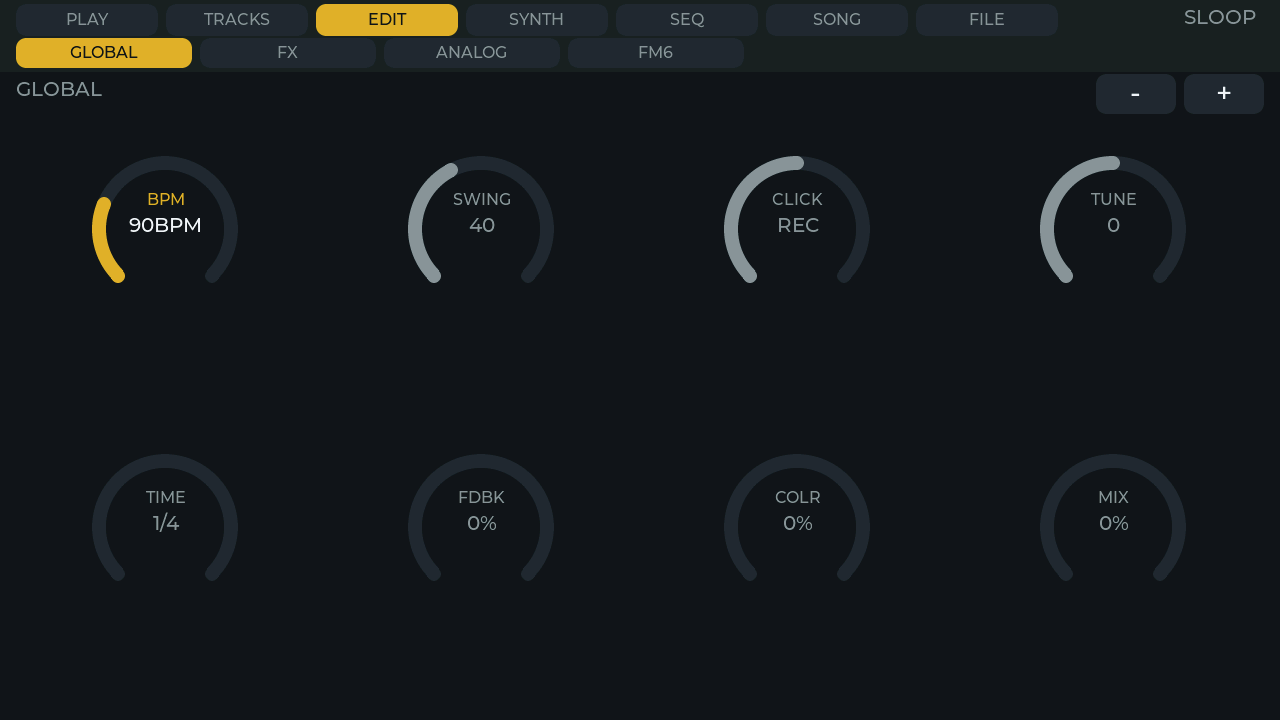 PLAY TRACKS EDIT SYNTH SEQ SONG FILE SLOOP
GLOBAL FX ANALOG FM6
GLOBAL - +
BPM SWING CLICK TUNE
90BPM 40 REC 0
TIME FDBK COLR MIX
1/4 0% 0% 0%